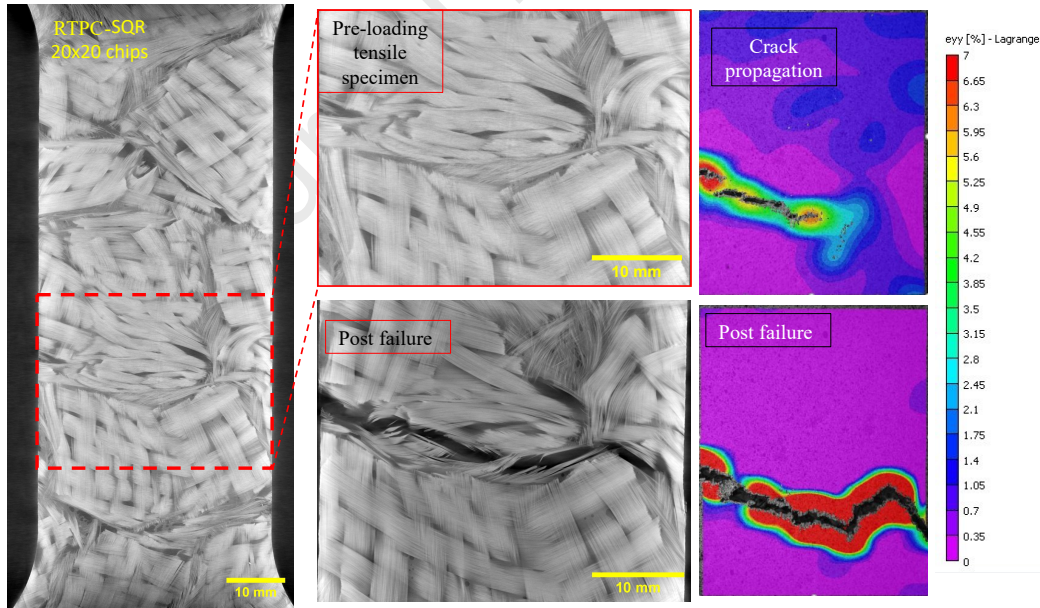 RTPC-SQR
20x20 chips
10 mm
Pre-loading
tensile
specimen
10 mm
Post failure
10 mm
Crack
propagation
Post failure
eyy [%] - Lagrange
7
6.65
6.3
5.95
5.6
5.25
4.9
4.55
4.2
3.85
3.5
3.15
2.8
2.45
2.1
1.75
1.4
1.05
0.7
0.35
0